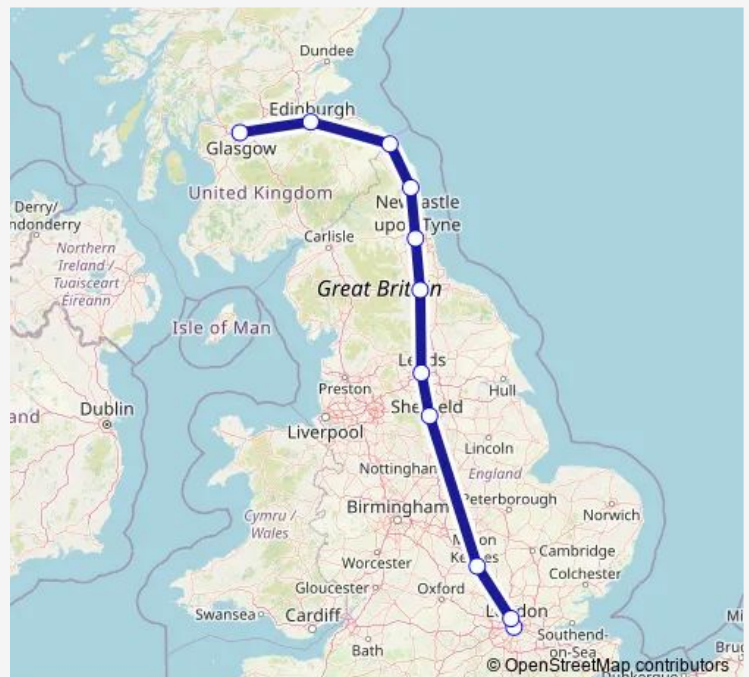 Dundee
Edinburgh
Glasgow
United Kingdom
Derry/
ndonderry
Northern
Ireland /
Tuaisceart
Éireann
Carlisle
Great
Isle of Man
Preston
Hull
and
Dublin
Liverpool
Lincoln
Nottingham
England
Peterborough
Norwich
Birmingham
Cymru /
Wales
Cambridge
Worcester
Colchester
Gloucester
Oxford
Swansea
Cardiff
Southend-
on-Sea
Bath
Mi
Bru
© OpenStreetMap contributors